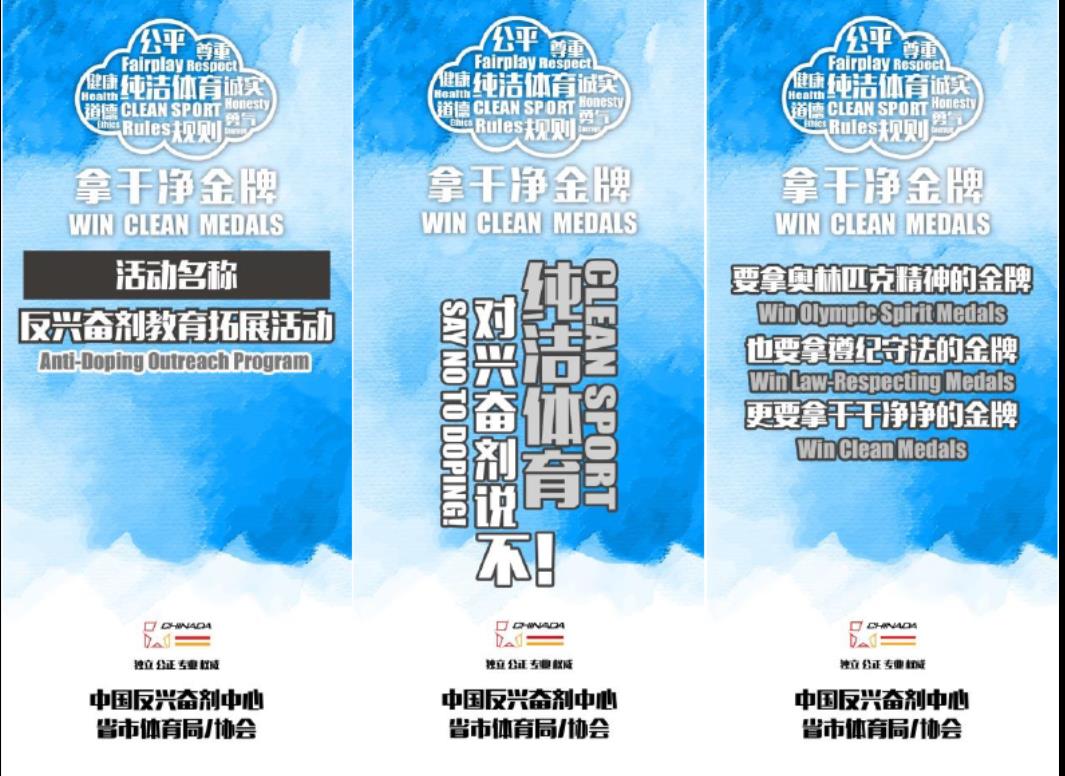 公平 尊重
Fairplay Respect
健康 纯洁体育 诚实
Health CLEAN SPORT Honesty
道德 勇气
Ethics Rules 规则 Courage
拿干净金牌
WIN CLEAN MEDALS
活动名称
反兴奋剂教育拓展活动
Anti-Doping Outreach Program
CHINADA
独立 公正 专业 权威
中国反兴奋剂中心
省市体育局/协会
公平 尊重
Fairplay Respect
健康 纯洁体育 诚实
Health CLEAN SPORT Honesty
道德 勇气
Ethics Rules 规则 Courage
拿干净金牌
WIN CLEAN MEDALS
CLEAN SPORT
纯洁体育
对兴奋剂说不!
SAY NO TO DOPING!
CHINADA
独立 公正 专业 权威
中国反兴奋剂中心
省市体育局/协会
公平 尊重
Fairplay Respect
健康 纯洁体育 诚实
Health CLEAN SPORT Honesty
道德 勇气
Ethics Rules 规则 Courage
拿干净金牌
WIN CLEAN MEDALS
要拿奥林匹克精神的金牌
Win Olympic Spirit Medals
也要拿遵纪守法的金牌
Win Law-Respecting Medals
更要拿干干净净的金牌
Win Clean Medals
CHINADA
独立 公正 专业 权威
中国反兴奋剂中心
省市体育局/协会